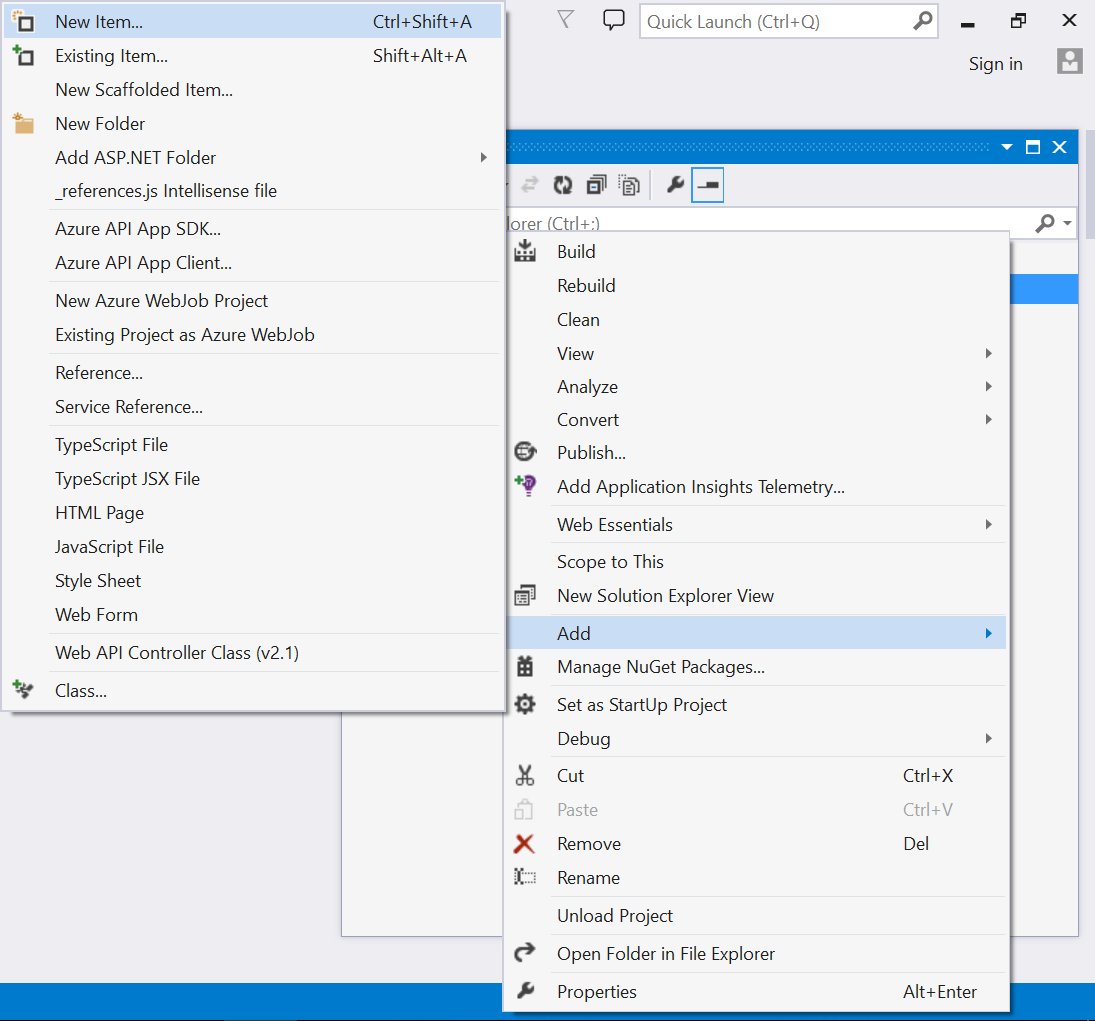 New Item... Ctrl+Shift+A
Existing Item... Shift+Alt+A
New Scaffolded Item...
New Folder
Add ASP.NET Folder
_references.js Intellisense file
Azure API App SDK...
Azure API App Client...
New Azure WebJob Project
Existing Project as Azure WebJob
Reference...
Service Reference...
TypeScript File
TypeScript JSX File
HTML Page
JavaScript File
Style Sheet
Web Form
Web API Controller Class (v2.1)
Class...
Quick Launch (Ctrl+Q)
Sign in
lorer (Ctrl+;)
Build
Rebuild
Clean
View
Analyze
Convert
Publish...
Add Application Insights Telemetry...
Web Essentials
Scope to This
New Solution Explorer View
Add
Manage NuGet Packages...
Set as StartUp Project
Debug
Cut Ctrl+X
Paste Ctrl+V
Remove Del
Rename
Unload Project
Open Folder in File Explorer
Properties Alt+Enter